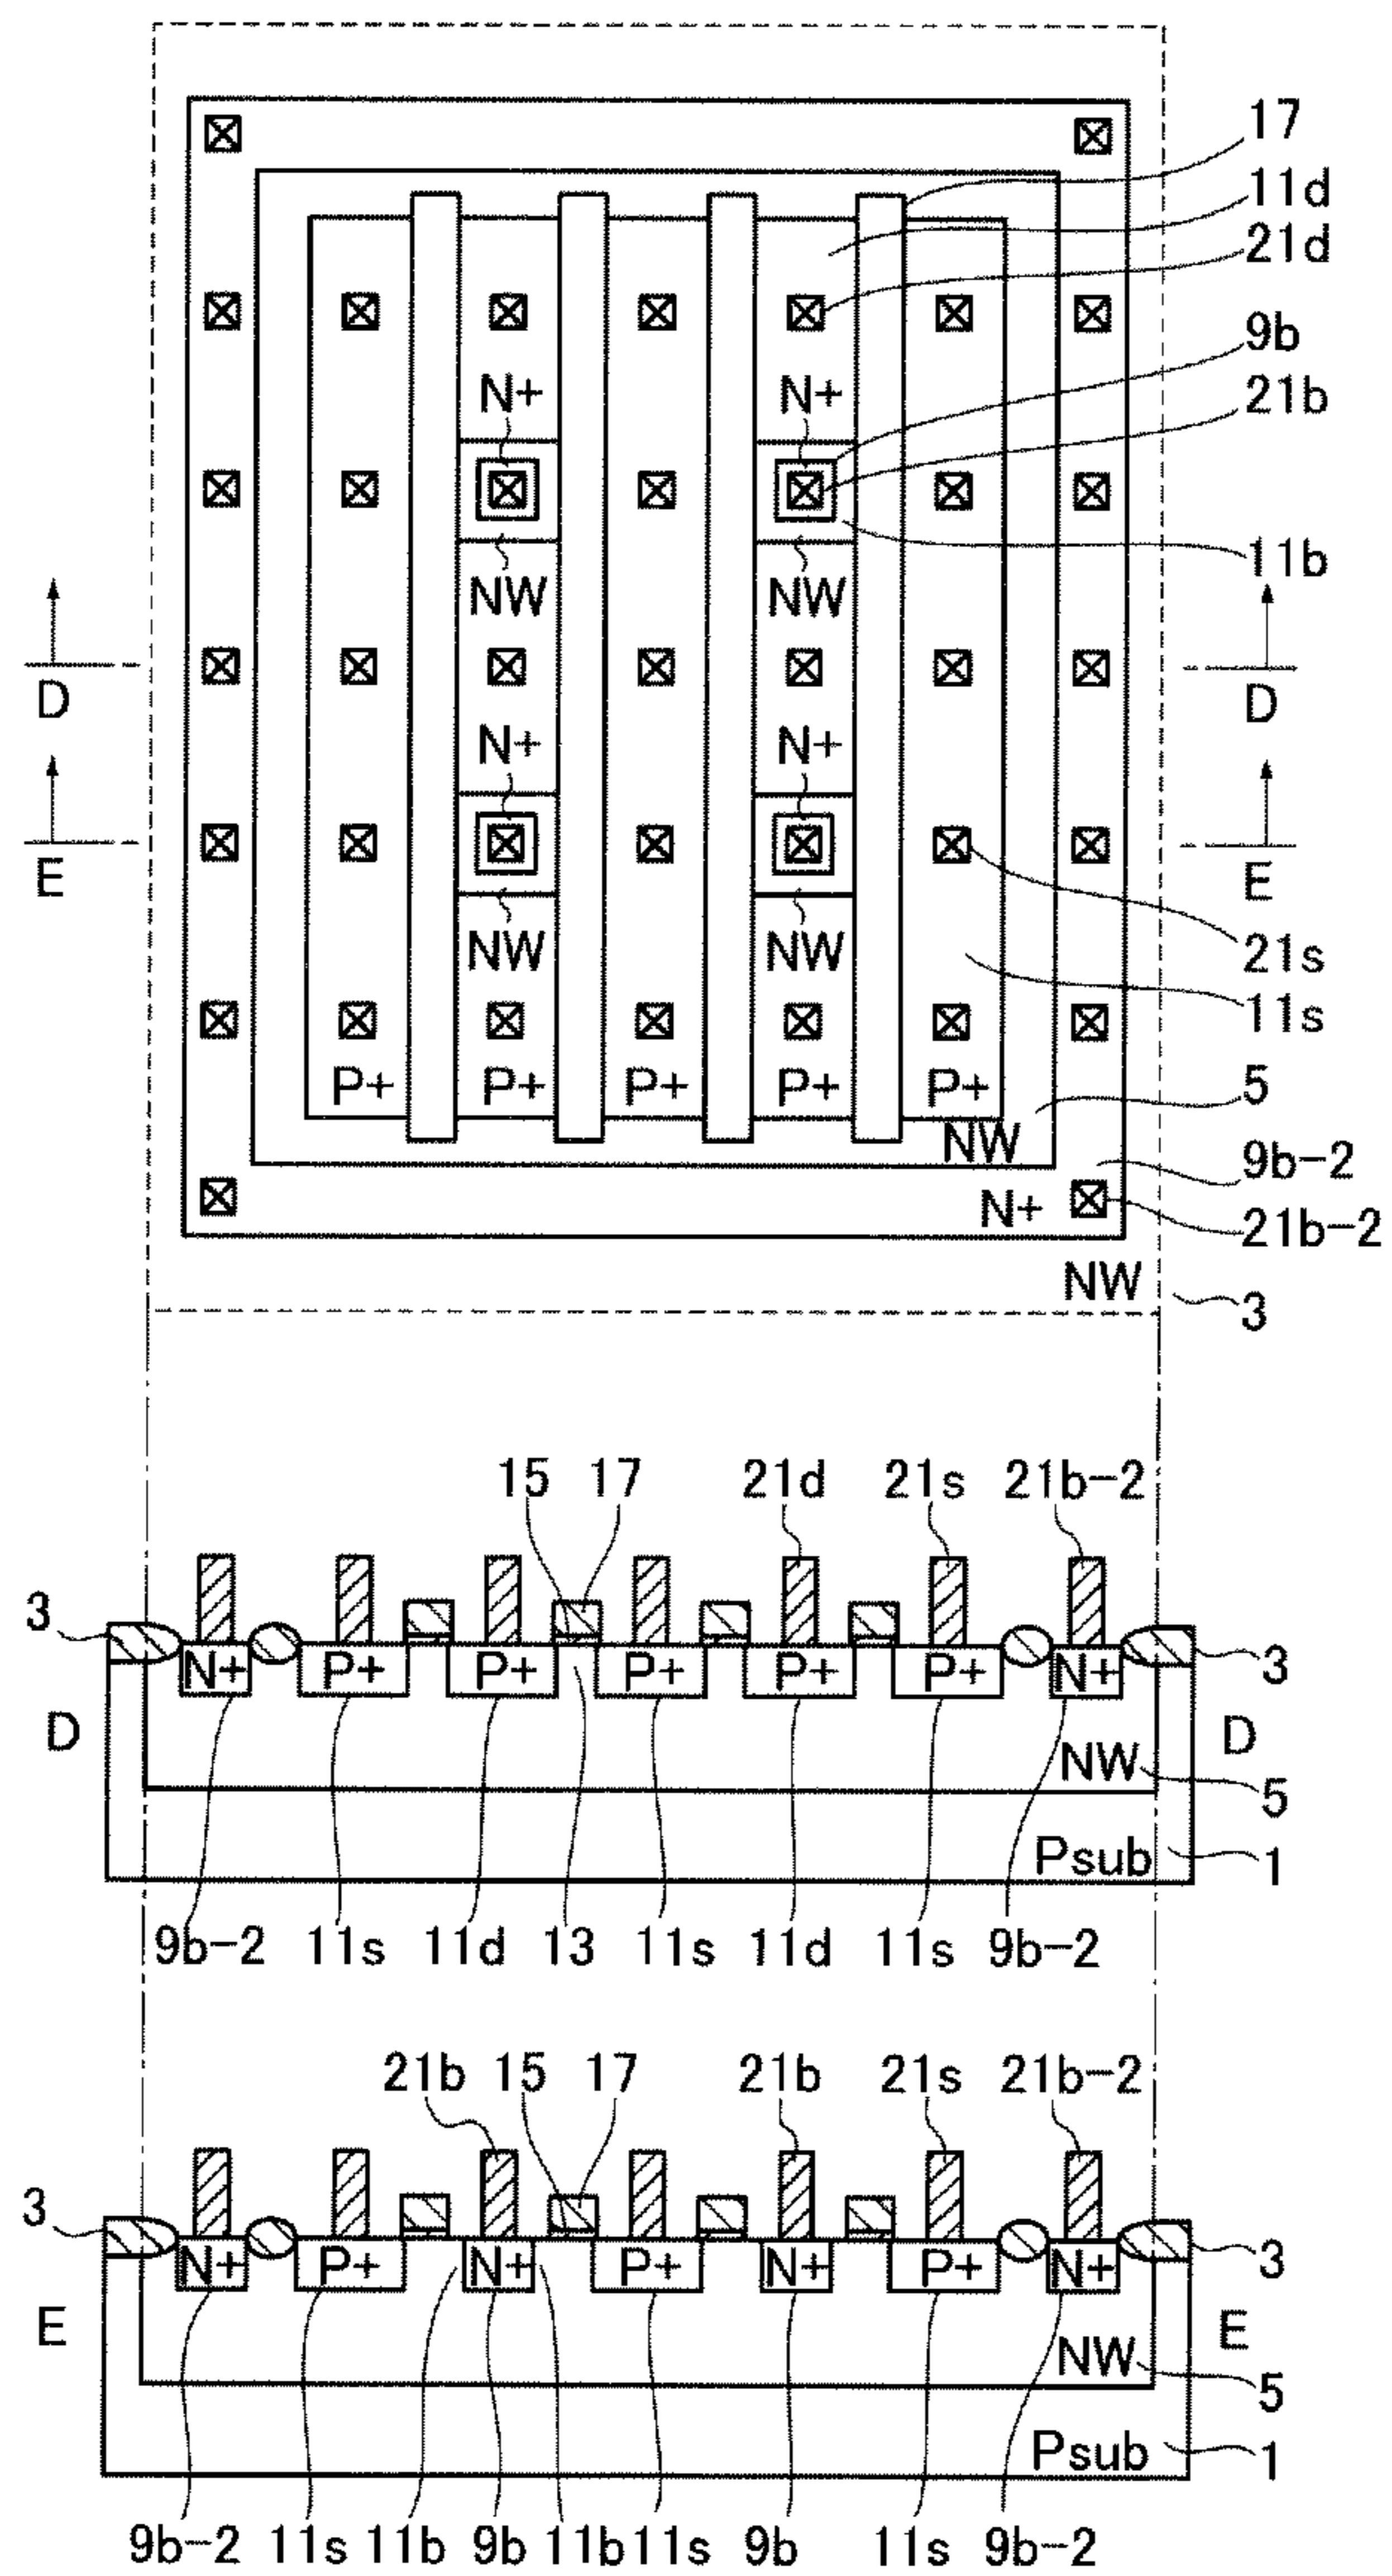 17
11d
21d
9b
N+ N+
21b
11b
NW NW
D D
N+ N+
E E
NW NW
21s
11s
P+ P+ P+ P+ P+
5
NW
9b-2
N+
21b-2
NW
3
15 17 21d 21s 21b-2
3
N+ P+ P+ P+ P+ P+ N+
3
D D
NW
5
Psub
1
9b-2 11s 11d 13 11s 11d 11s 9b-2
21b 15 17 21b 21s 21b-2
3
N+ P+ N+ P+ N+ P+ N+
3
E E
NW
5
Psub
1
9b-2 11s 11b 9b 11b 11s 9b 11s 9b-2